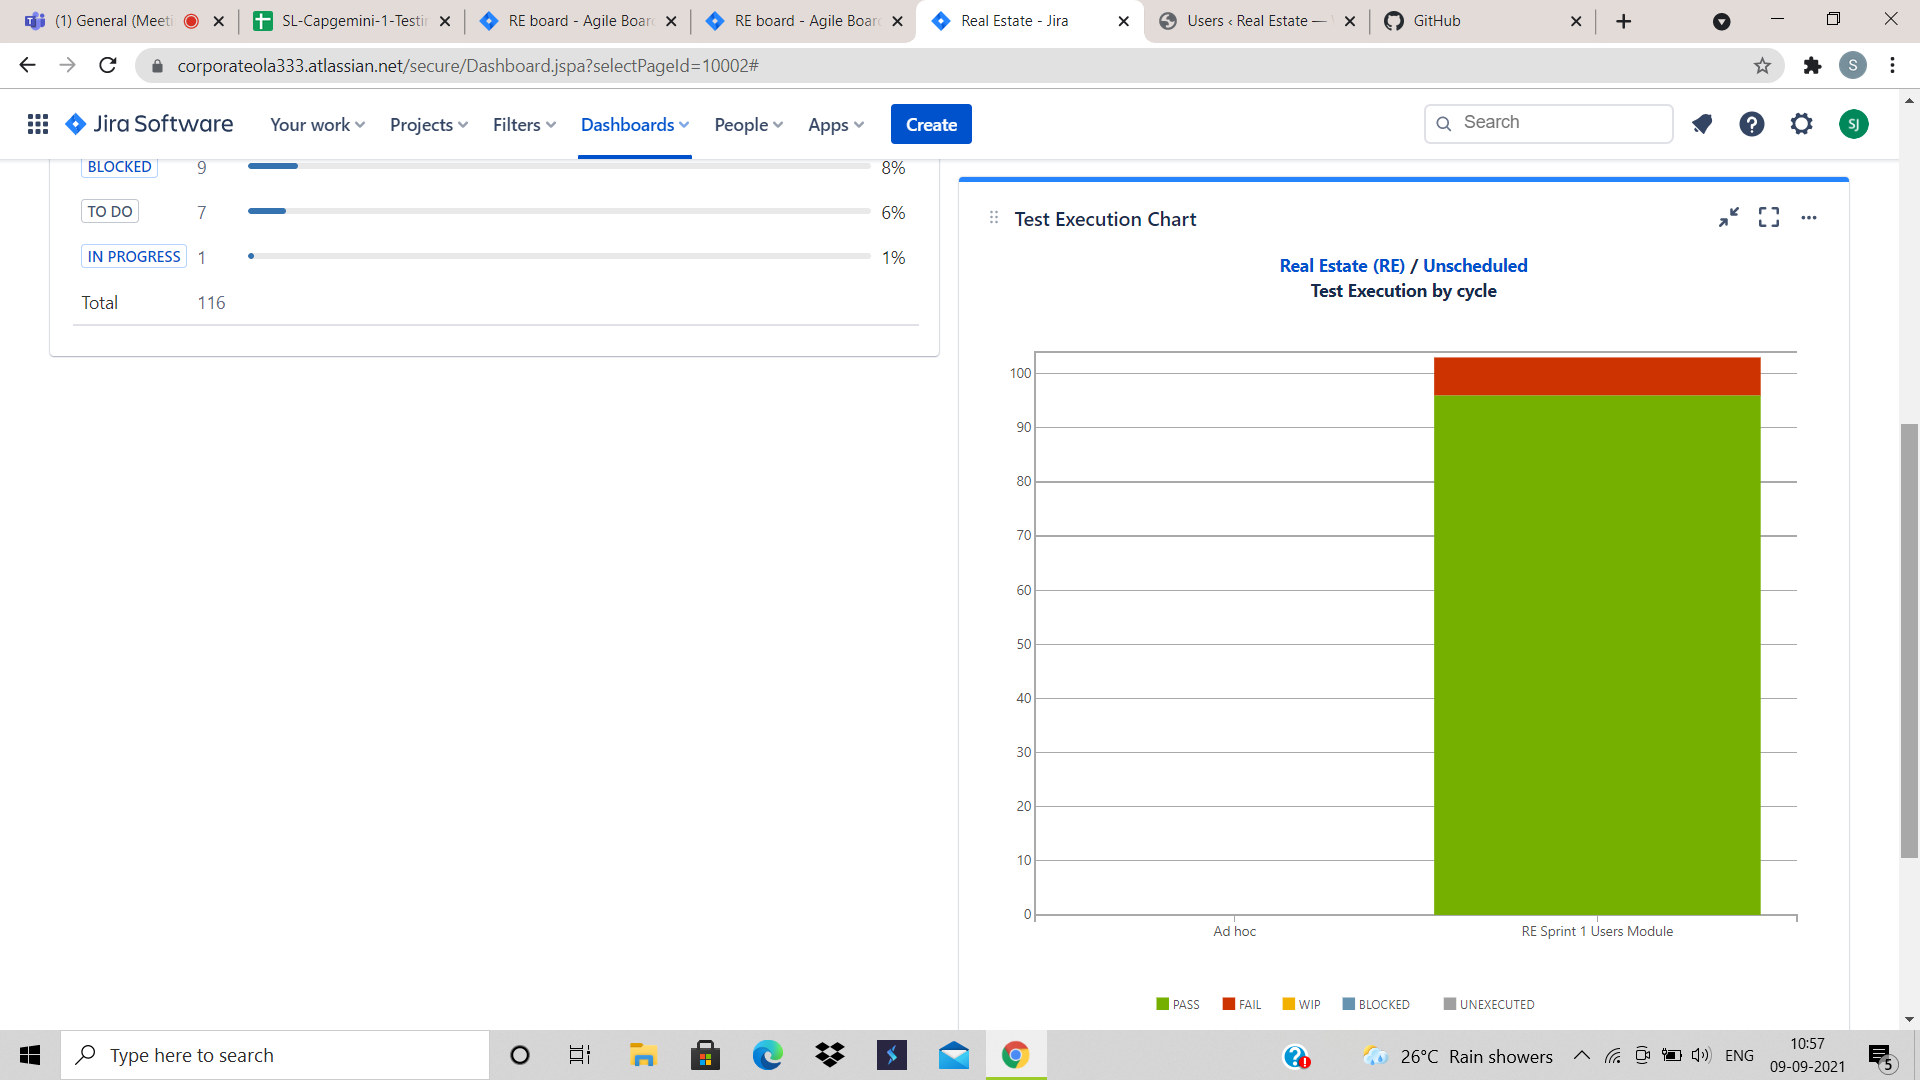 (1) General (Meeti
SL-Capgemini-1-Testin
RE board - Agile Board
RE board - Agile Board
Real Estate - Jira
Users ‹ Real Estate —
GitHub
corporateola333.atlassian.net/secure/Dashboard.jspa?selectPageId=10002#
S
Jira Software
Your work
Projects
Filters
Dashboards
People
Apps
Create
Search
SJ
BLOCKED 9 8%
TO DO 7 6%
IN PROGRESS 1 1%
Total 116
Test Execution Chart
Real Estate (RE) / Unscheduled
Test Execution by cycle
100
90
80
70
60
50
40
30
20
10
0
Ad hoc
RE Sprint 1 Users Module
PASS FAIL WIP BLOCKED UNEXECUTED
Type here to search
26°C Rain showers
ENG
10:57
09-09-2021
5